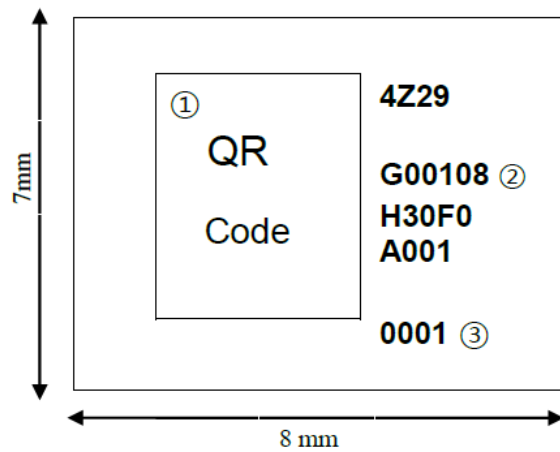 7mm
① QR
Code
4Z29
G00108 ②
H30F0
A001
0001 ③
8 mm